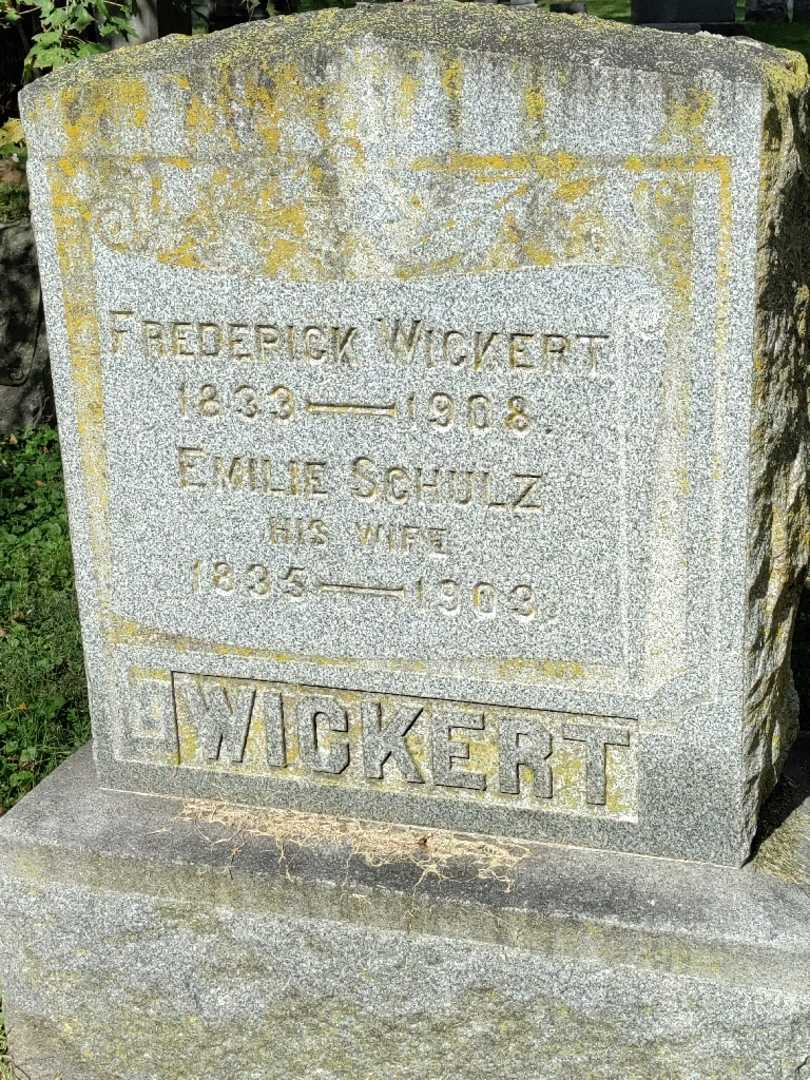 FREDERICK WICKERT
1833—1908.
EMILIE SCHULZ
HIS WIFE
1835—1903.
WICKERT